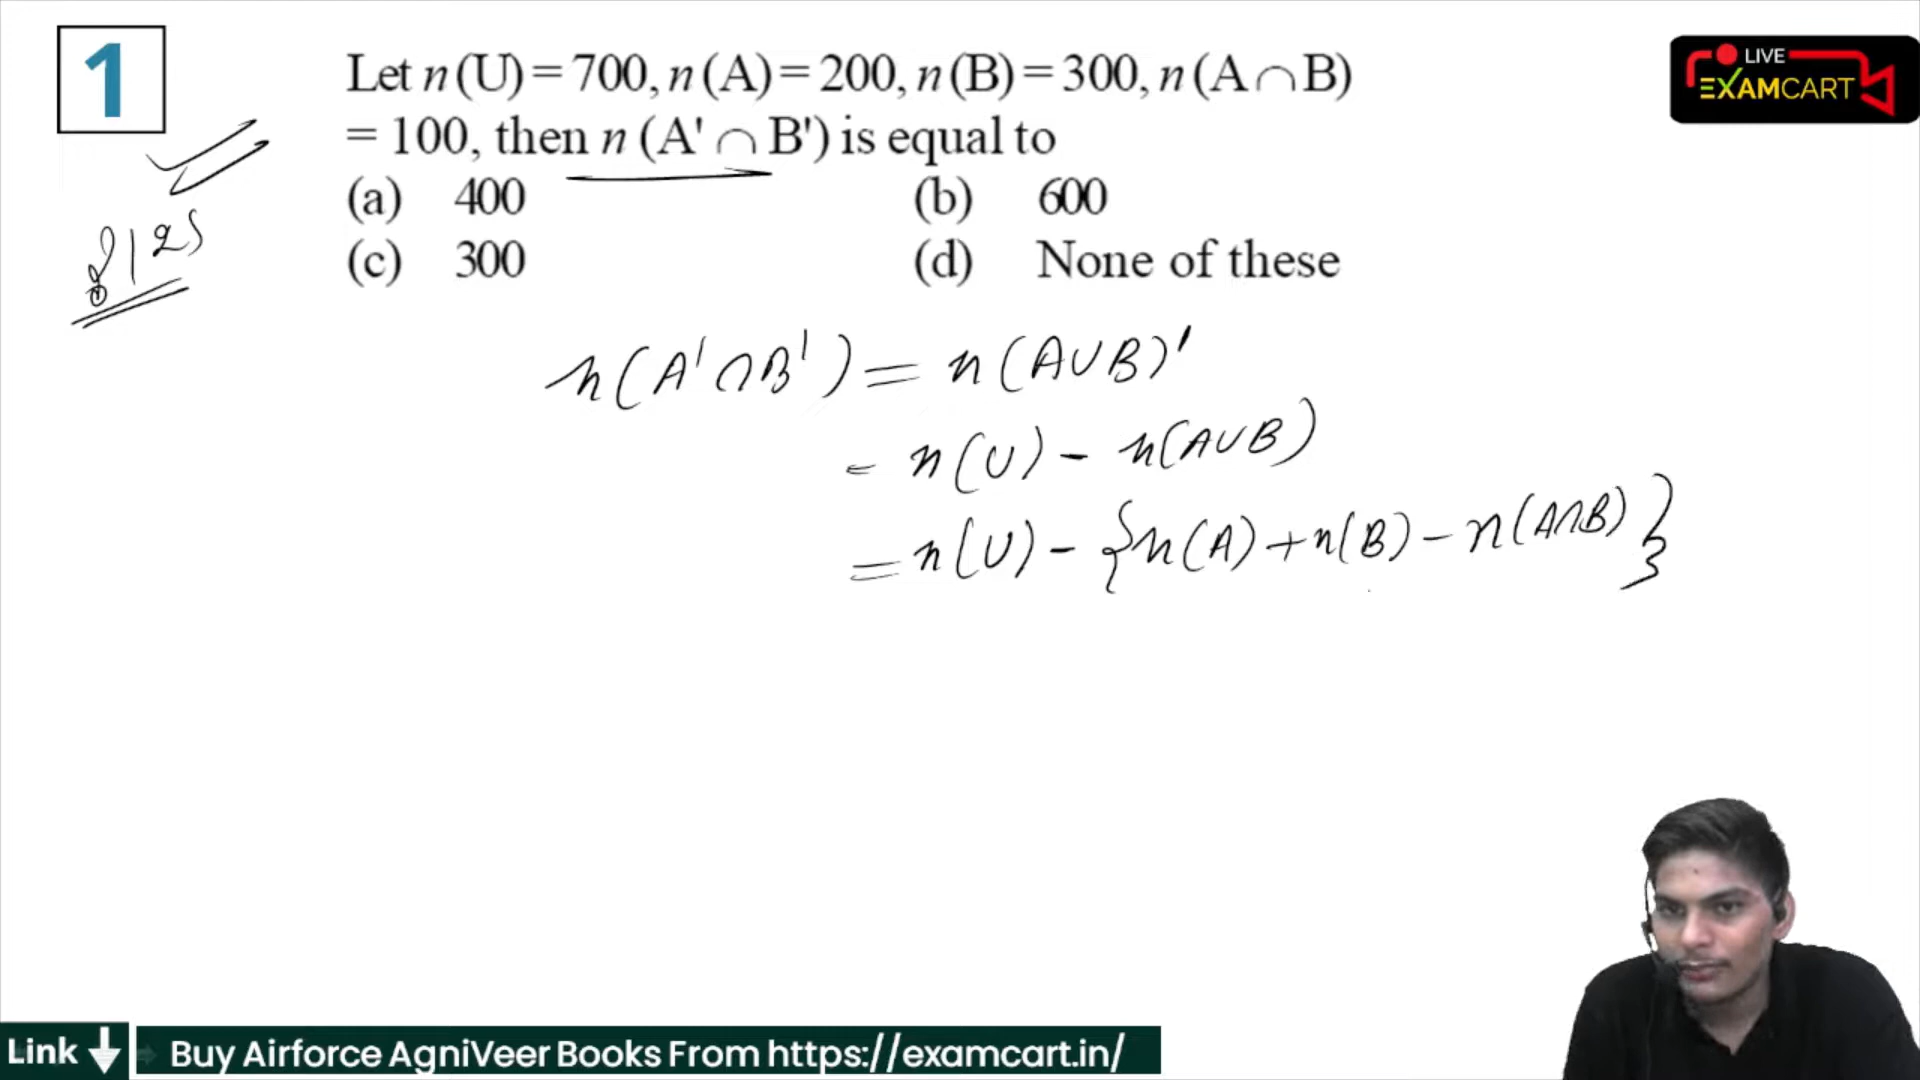 1
Let n (U) = 700, n (A) = 200, n (B) = 300, n (A ∩ B)
= 100, then n (A' ∩ B') is equal to
(a) 400 (b) 600
(c) 300 (d) None of these
LIVE
EXAMCART
n(A'∩B') = n(A∪B)'
= n(U) - n(A∪B)
= n(U) - {n(A)+n(B)-n(A∩B)}
Link
Buy Airforce AgniVeer Books From https://examcart.in/